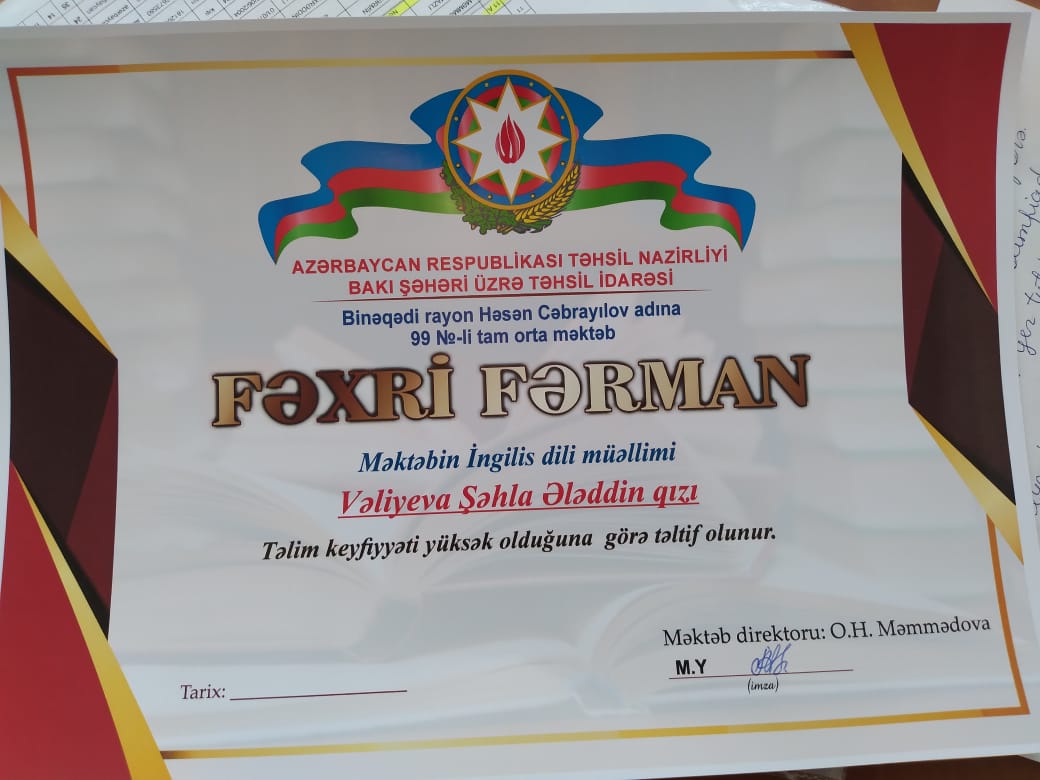 AZƏRBAYCAN RESPUBLİKASI TƏHSİL NAZİRLİYİ
BAKI ŞƏHƏRİ ÜZRƏ TƏHSİL İDARƏSİ
Binəqədi rayon Həsən Cəbrayılov adına
99 №-li tam orta məktəb
FƏXRİ FƏRMAN
Məktəbin İngilis dili müəllimi
Vəliyeva Şəhla Ələddin qızı
Təlim keyfiyyəti yüksək olduğuna görə təltif olunur.
Məktəb direktoru: O.H. Məmmədova
M.Y
(imza)
Tarix: